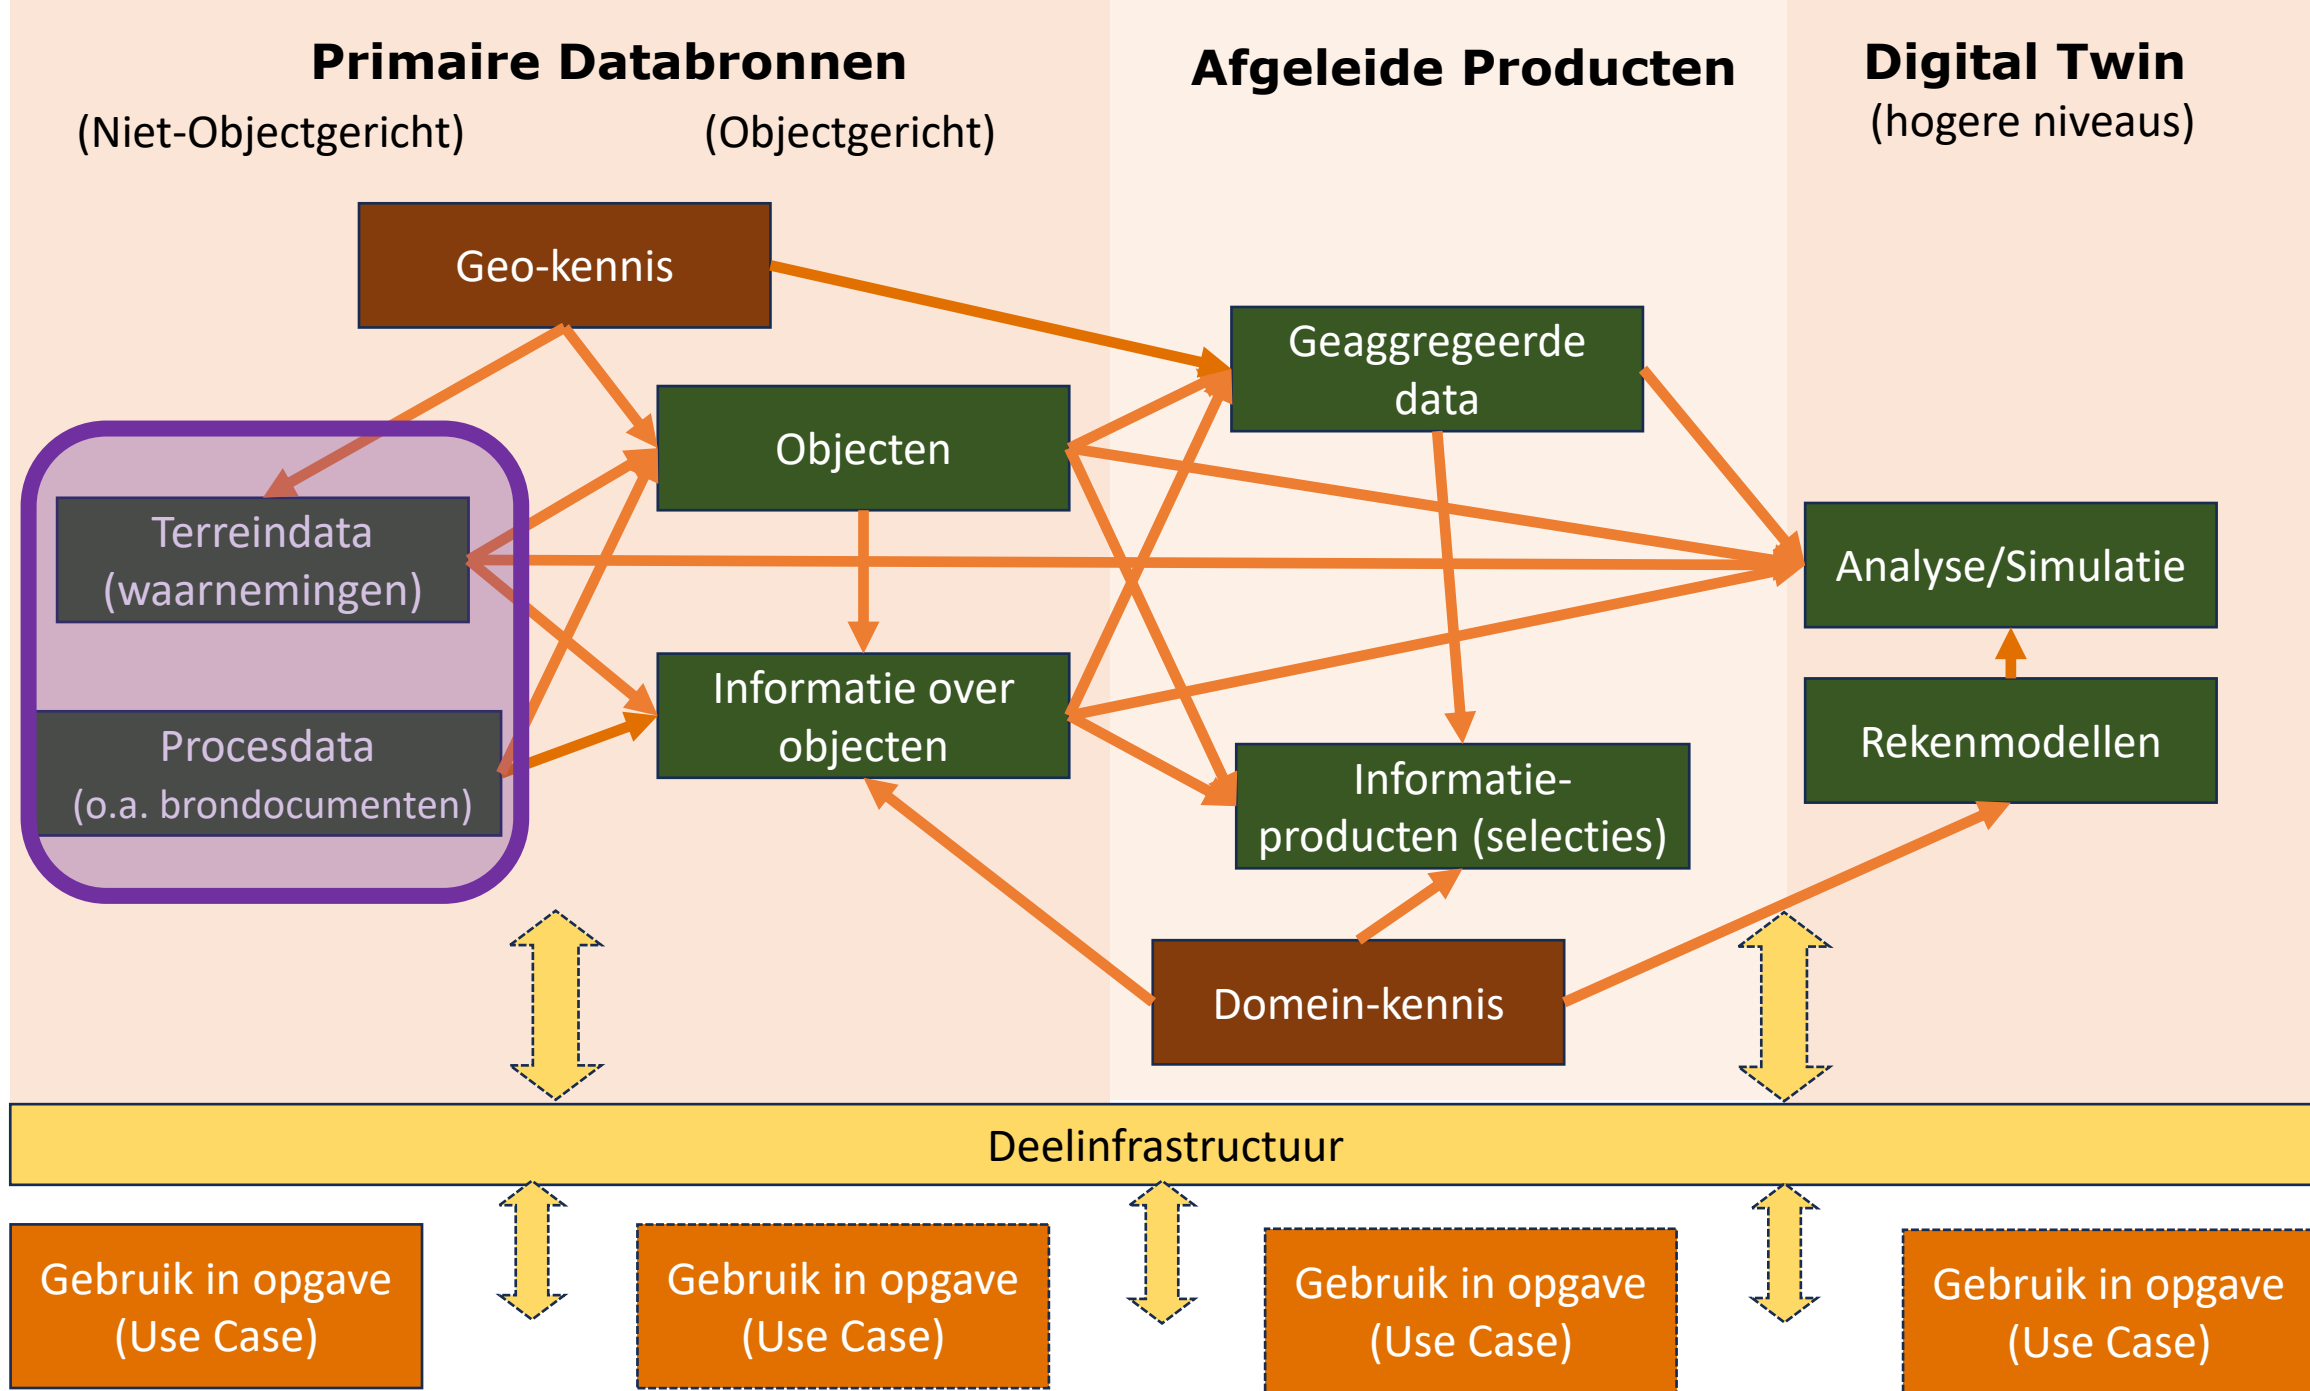 Primaire Databronnen
(Niet-Objectgericht)
(Objectgericht)
Afgeleide Producten
Digital Twin
(hogere niveaus)
Geo-kennis
Geaggregeerde
data
Objecten
Terreindata
(waarnemingen)
Analyse/Simulatie
Informatie over
objecten
Procesdata
(o.a. brondocumenten)
Rekenmodellen
Informatie-
producten (selecties)
Domein-kennis
Deelinfrastructuur
Gebruik in opgave
(Use Case)
Gebruik in opgave
(Use Case)
Gebruik in opgave
(Use Case)
Gebruik in opgave
(Use Case)